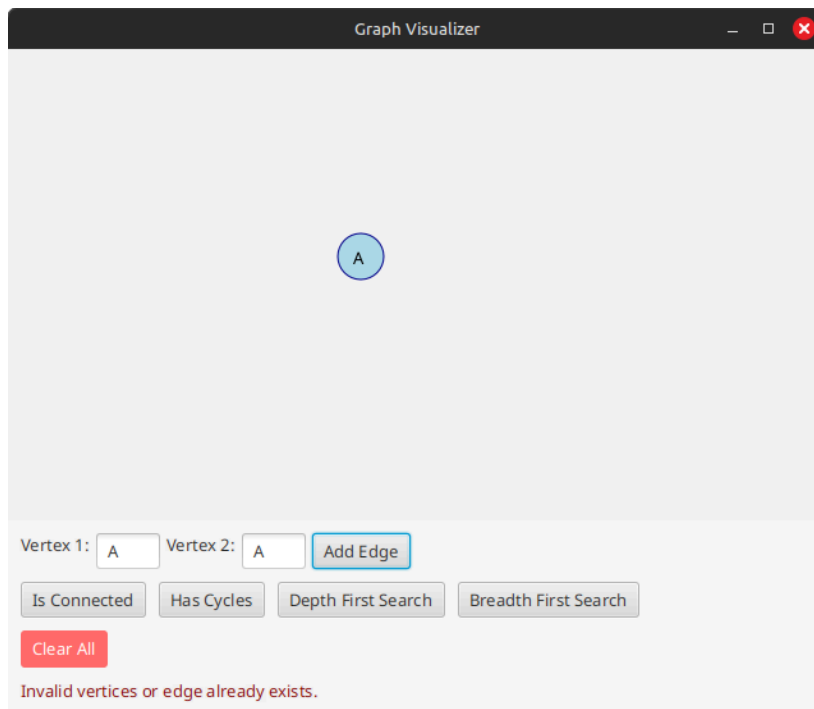 Graph Visualizer
A
Vertex 1: A Vertex 2: A Add Edge
Is Connected Has Cycles Depth First Search Breadth First Search
Clear All
Invalid vertices or edge already exists.